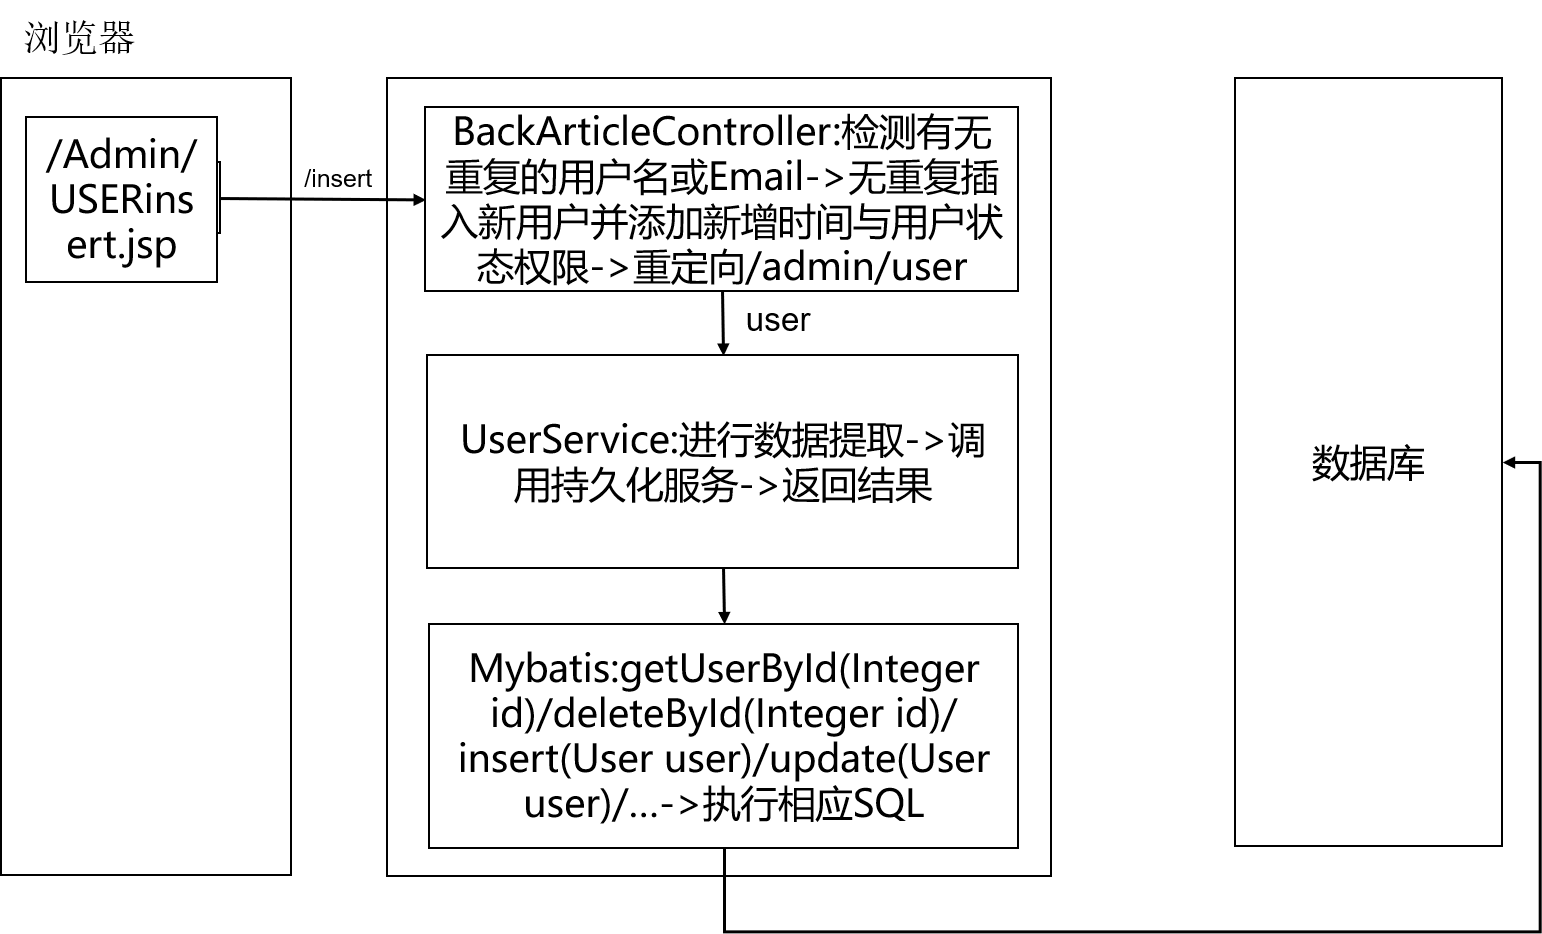 浏览器
/Admin/
USERins
ert.jsp
/insert
BackArticleController:检测有无
重复的用户名或Email->无重复插
入新用户并添加新增时间与用户状
态权限->重定向/admin/user
user
UserService:进行数据提取->调
用持久化服务->返回结果
Mybatis:getUserById(Integer
id)/deleteById(Integer id)/
insert(User user)/update(User
user)/...->执行相应SQL
数据库